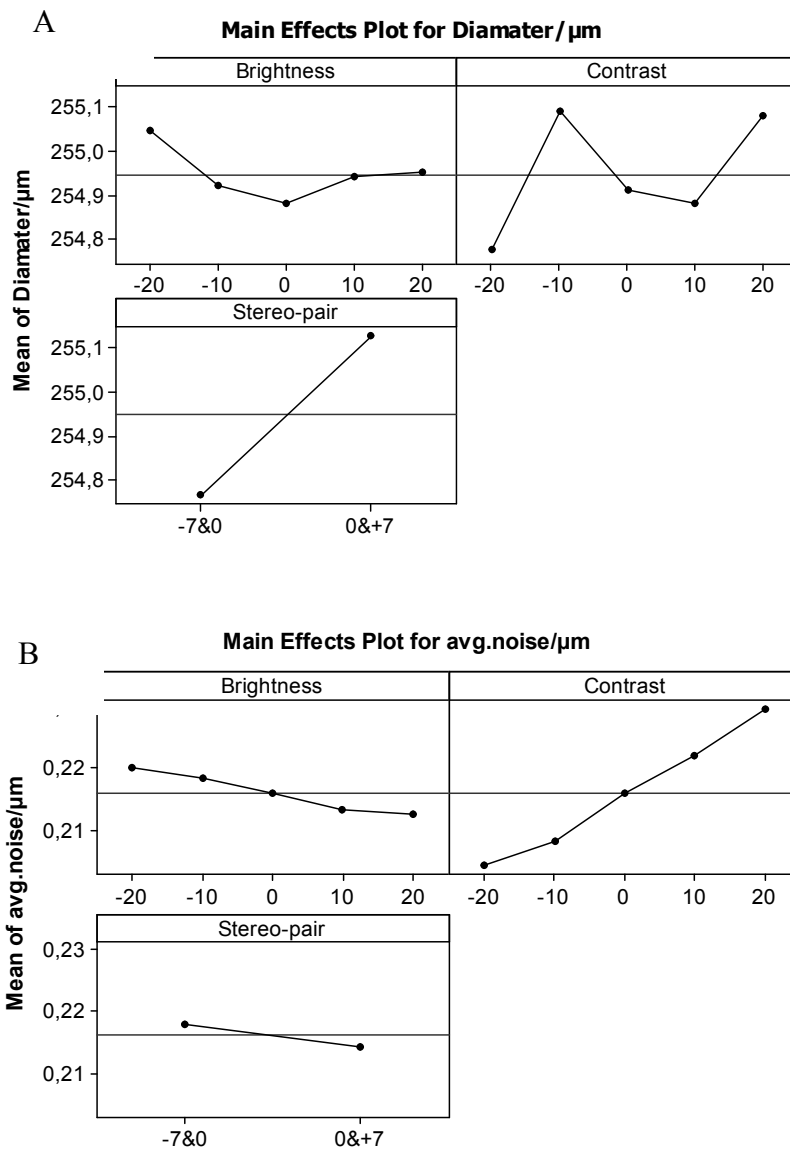 A
Main Effects Plot for Diamater/µm
Brightness Contrast
255,1
255,0
254,9
254,8
-20 -10 0 10 20 -20 -10 0 10 20
Stereo-pair
255,1
255,0
254,9
254,8
-7&0 0&+7
Mean of Diamater/µm
B
Main Effects Plot for avg.noise/µm
Brightness Contrast
0,22
0,21
-20 -10 0 10 20 -20 -10 0 10 20
Stereo-pair
0,23
0,22
0,21
-7&0 0&+7
Mean of avg.noise/µm